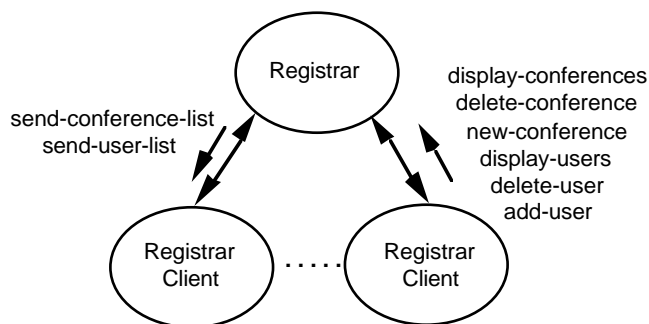 Registrar
send-conference-list
send-user-list
display-conferences
delete-conference
new-conference
display-users
delete-user
add-user
Registrar
Client
.....
Registrar
Client